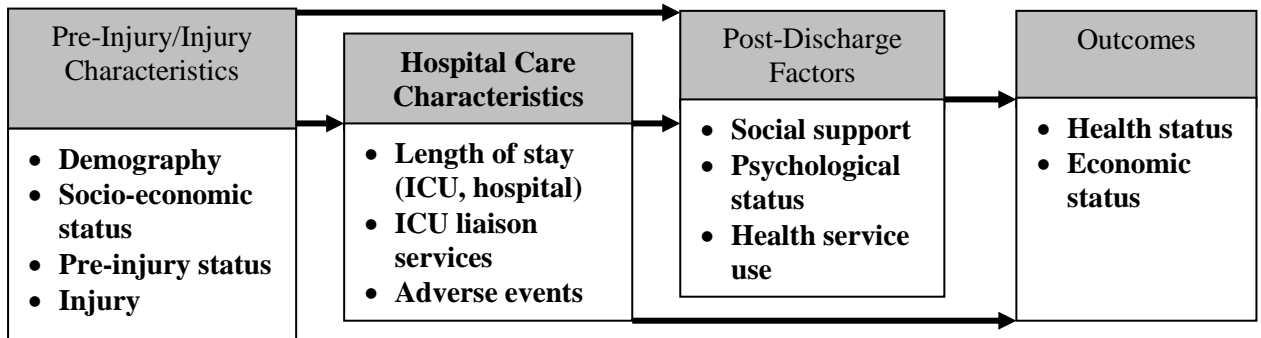 Pre-Injury/Injury
Characteristics
• Demography
• Socio-economic
status
• Pre-injury status
• Injury
Hospital Care
Characteristics
• Length of stay
(ICU, hospital)
• ICU liaison
services
• Adverse events
Post-Discharge
Factors
• Social support
• Psychological
status
• Health service
use
Outcomes
• Health status
• Economic
status